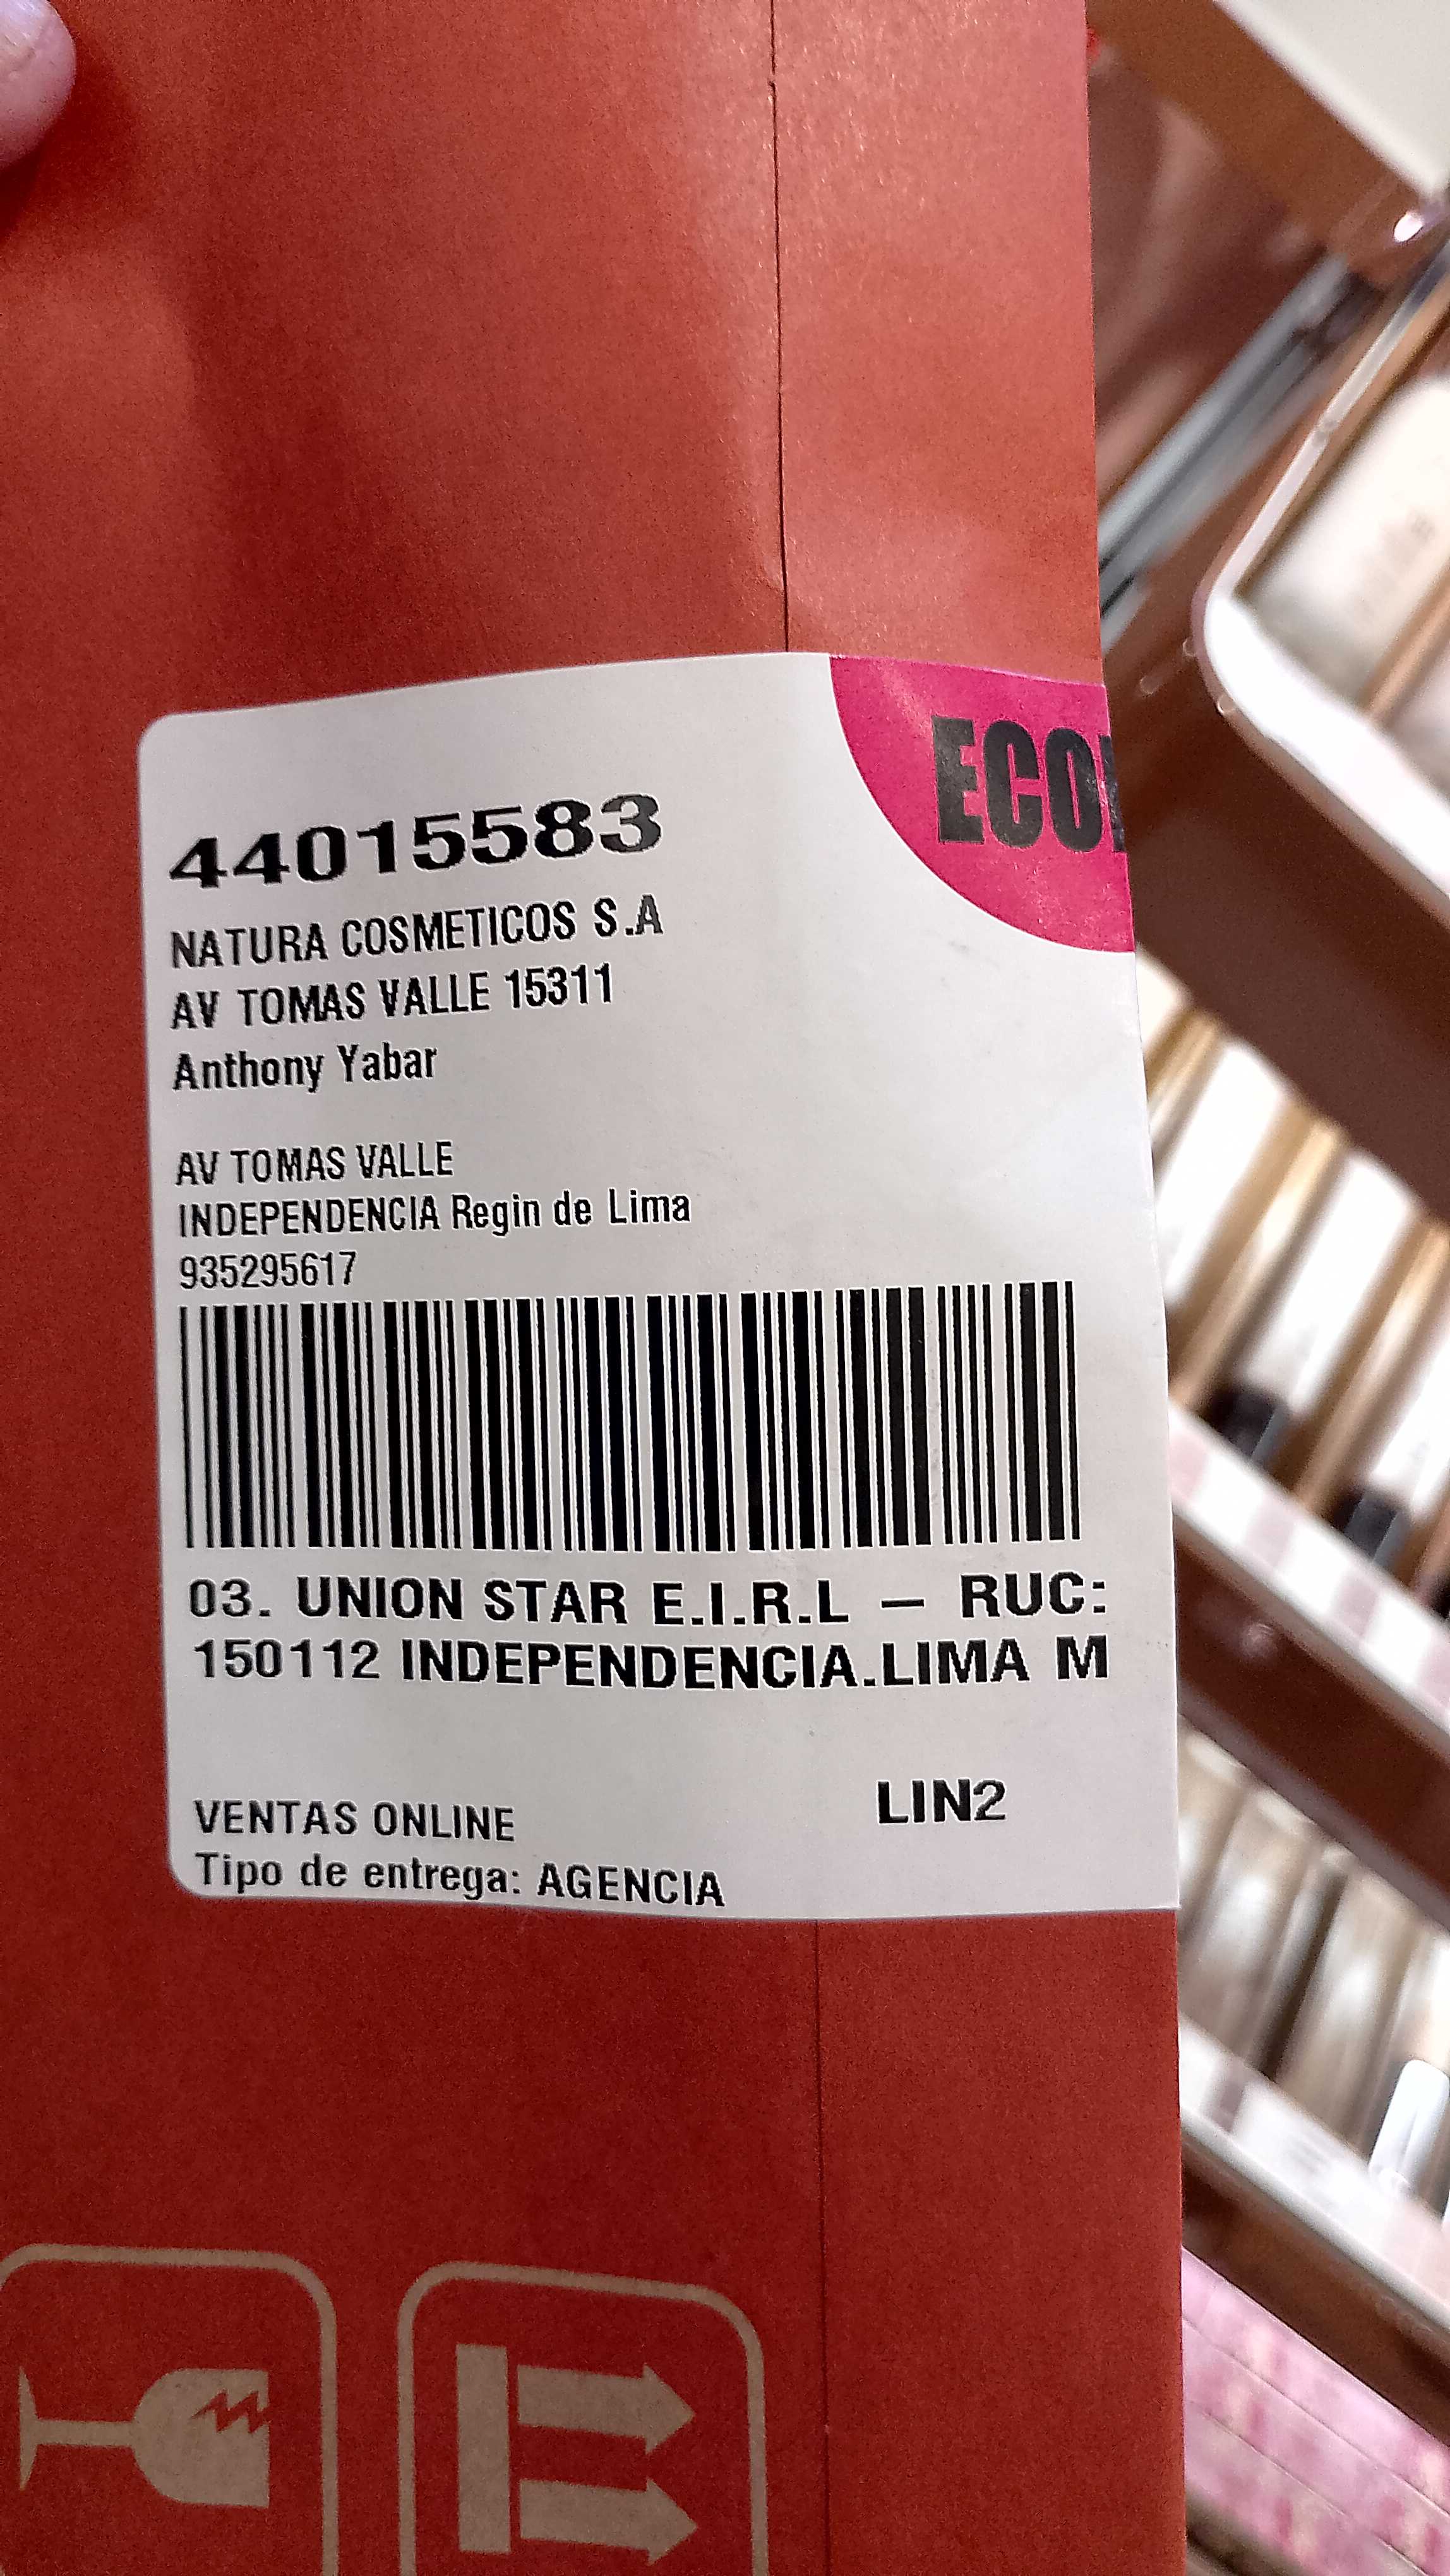 44015583
NATURA COSMETICOS S.A
AV TOMAS VALLE 15311
Anthony Yabar
AV TOMAS VALLE
INDEPENDENCIA Regin de Lima
935295617
03. UNION STAR E.I.R.L – RUC:
150112 INDEPENDENCIA.LIMA M
LIN2
VENTAS ONLINE
Tipo de entrega: AGENCIA